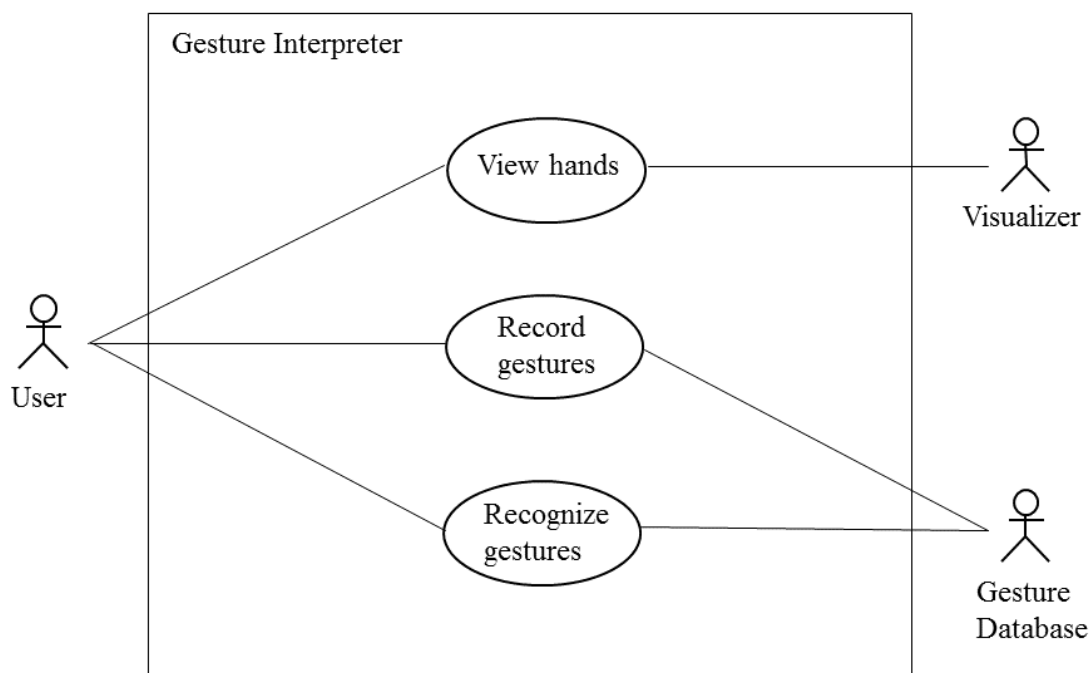 Gesture Interpreter
View hands
Visualizer
Record
gestures
User
Recognize
gestures
Gesture
Database